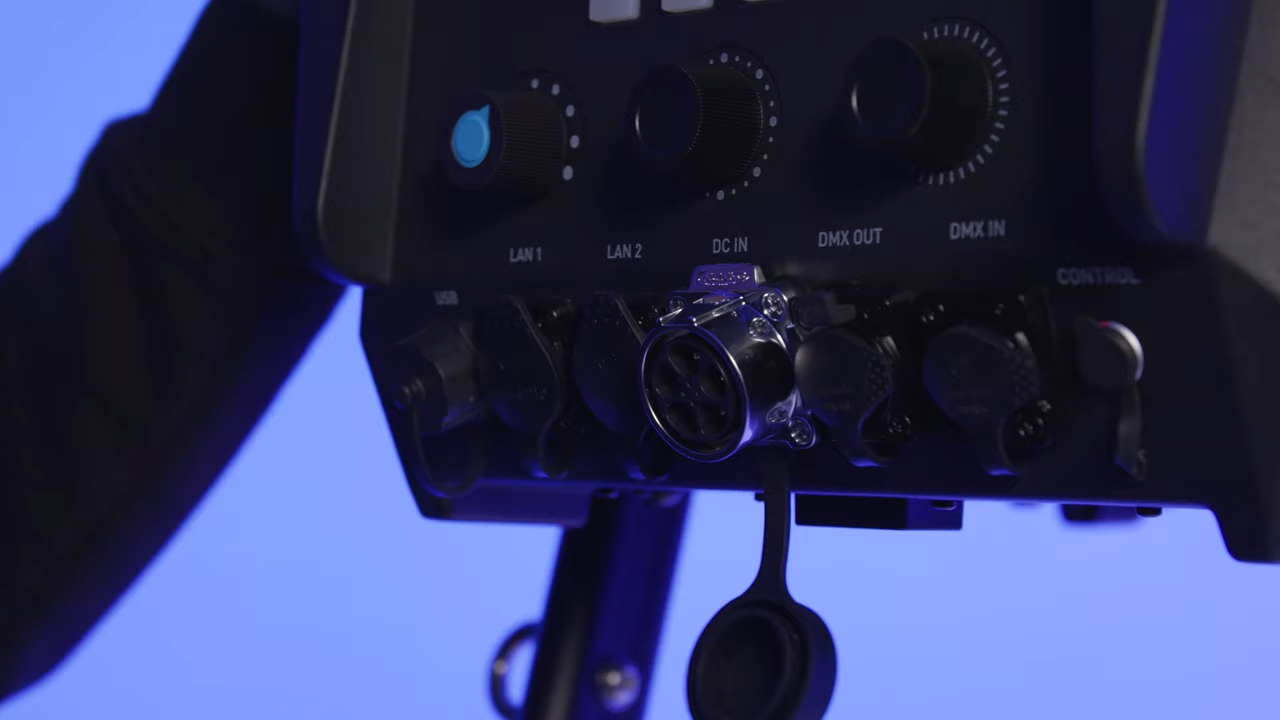 LAN 1
LAN 2
DC IN
DMX OUT
DMX IN
USB
CONTROL